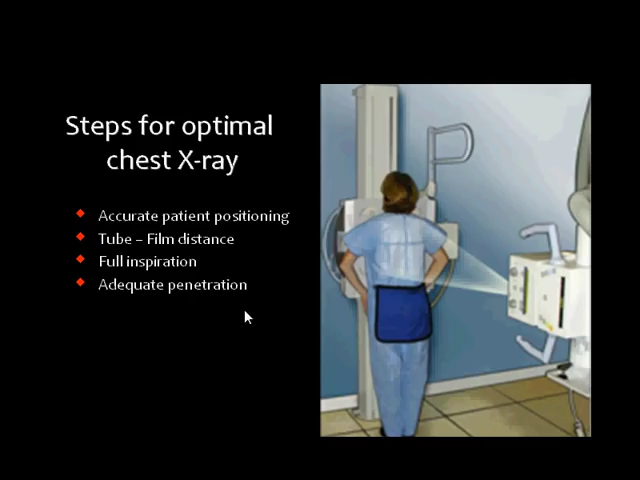 Steps for optimal
chest X-ray
Accurate patient positioning
Tube – Film distance
Full inspiration
Adequate penetration